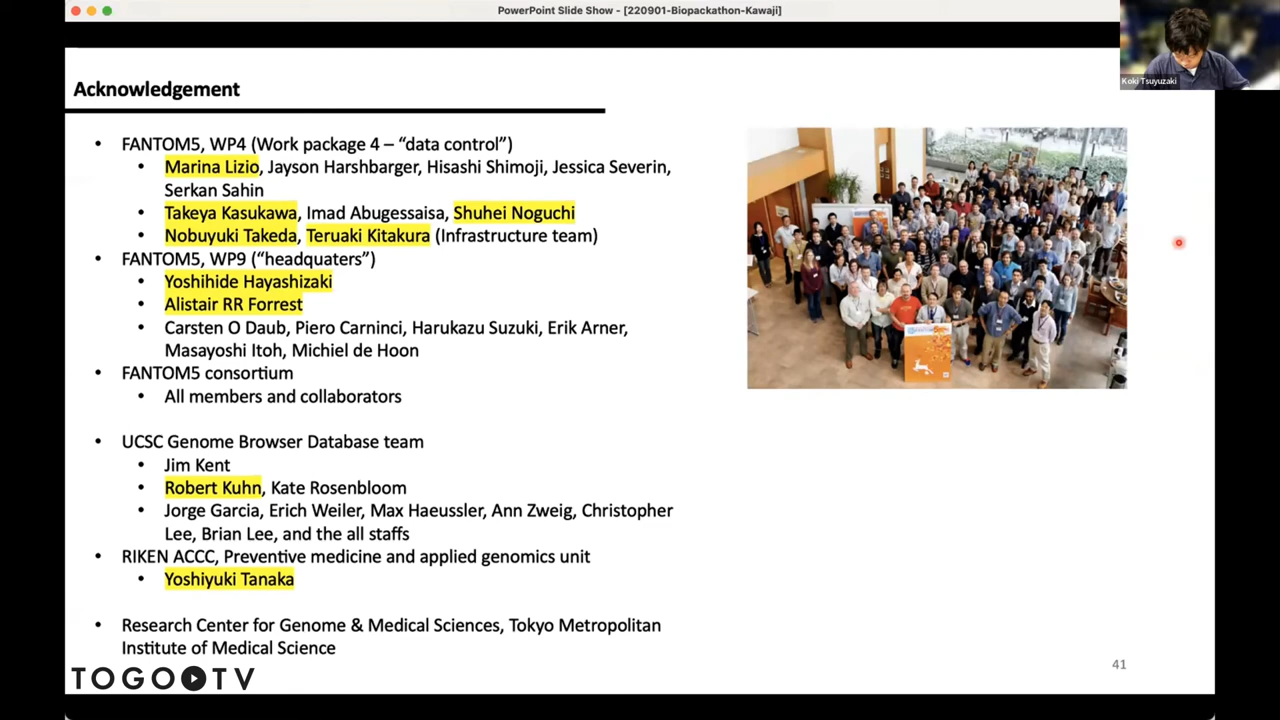 PowerPoint Slide Show - [220901-Biopackathon-Kawaji]
Koki Tsuyuzaki
Acknowledgement
• FANTOM5, WP4 (Work package 4 – “data control”)
• Marina Lizio, Jayson Harshbarger, Hisashi Shimoji, Jessica Severin,
Serkan Sahin
• Takeya Kasukawa, Imad Abugessaisa, Shuhei Noguchi
• Nobuyuki Takeda, Teruaki Kitakura (Infrastructure team)
• FANTOM5, WP9 (“headquaters”)
• Yoshihide Hayashizaki
• Alistair RR Forrest
• Carsten O Daub, Piero Carninci, Harukazu Suzuki, Erik Arner,
Masayoshi Itoh, Michiel de Hoon
• FANTOM5 consortium
• All members and collaborators
• UCSC Genome Browser Database team
• Jim Kent
• Robert Kuhn, Kate Rosenbloom
• Jorge Garcia, Erich Weiler, Max Haeussler, Ann Zweig, Christopher
Lee, Brian Lee, and the all staffs
• RIKEN ACCC, Preventive medicine and applied genomics unit
• Yoshiyuki Tanaka
• Research Center for Genome & Medical Sciences, Tokyo Metropolitan
Institute of Medical Science
41
TOGO TV